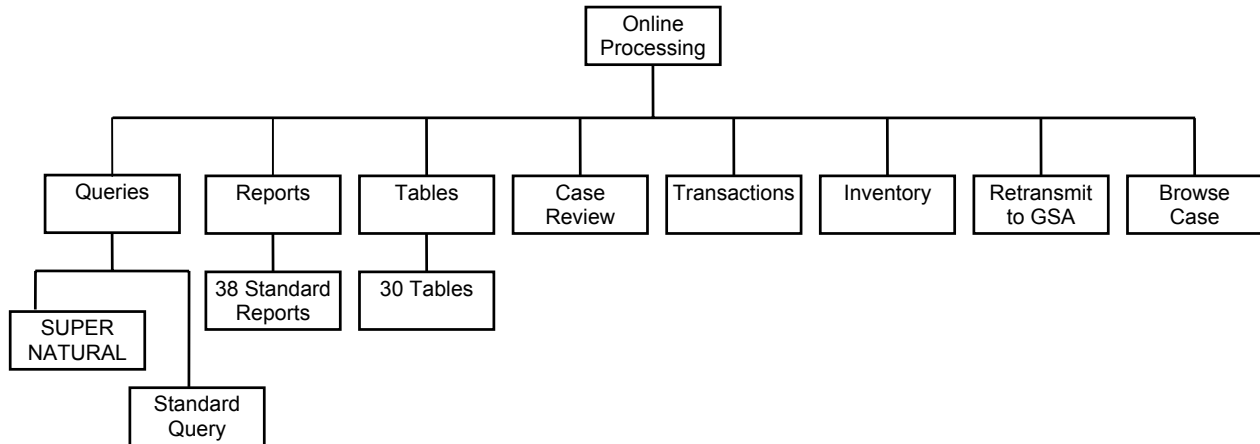 Online
Processing
Queries
Reports
Tables
Case
Review
Transactions
Inventory
Retransmit
to GSA
Browse
Case
38 Standard
Reports
30 Tables
SUPER
NATURAL
Standard
Query